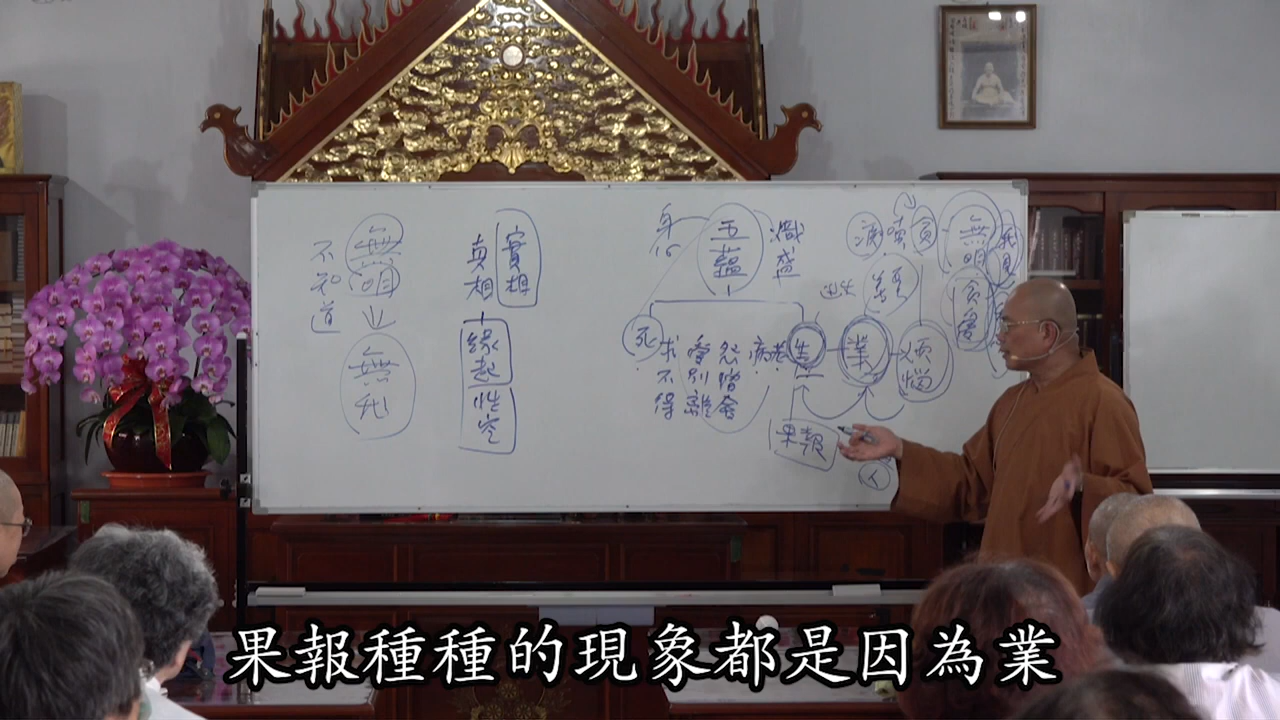 無明
不知道
無我
實相
真相
緣起
性空
身心
五蘊
熾盛
死
求不得
愛別離
怨憎會
病老生
業
煩惱
果報
人
無明
貪
我見
貪愛
果報種種的現象都是因為業